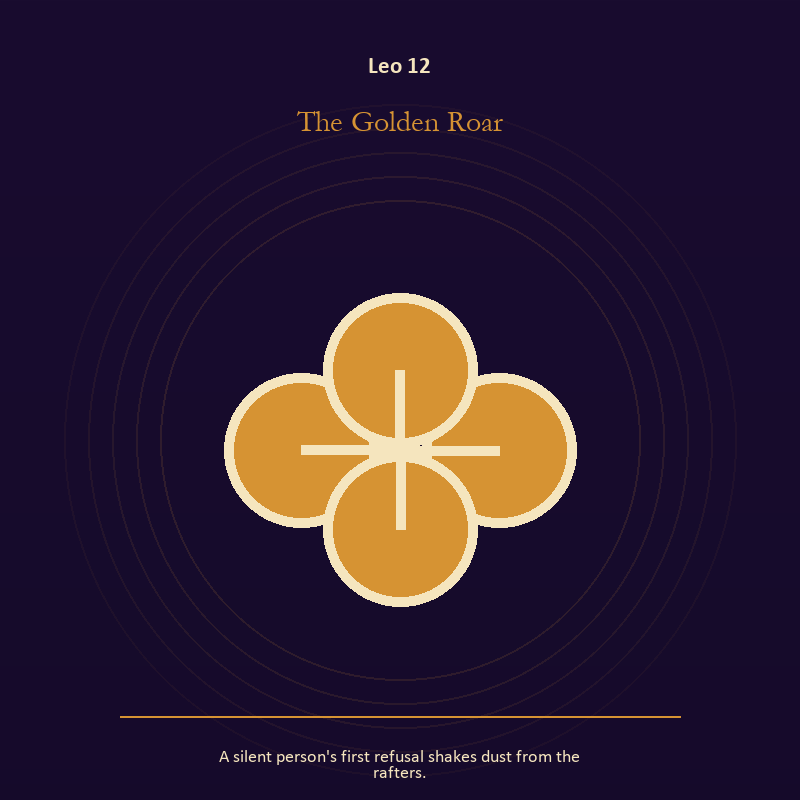 Leo 12
The Golden Roar
A silent person's first refusal shakes dust from the
rafters.